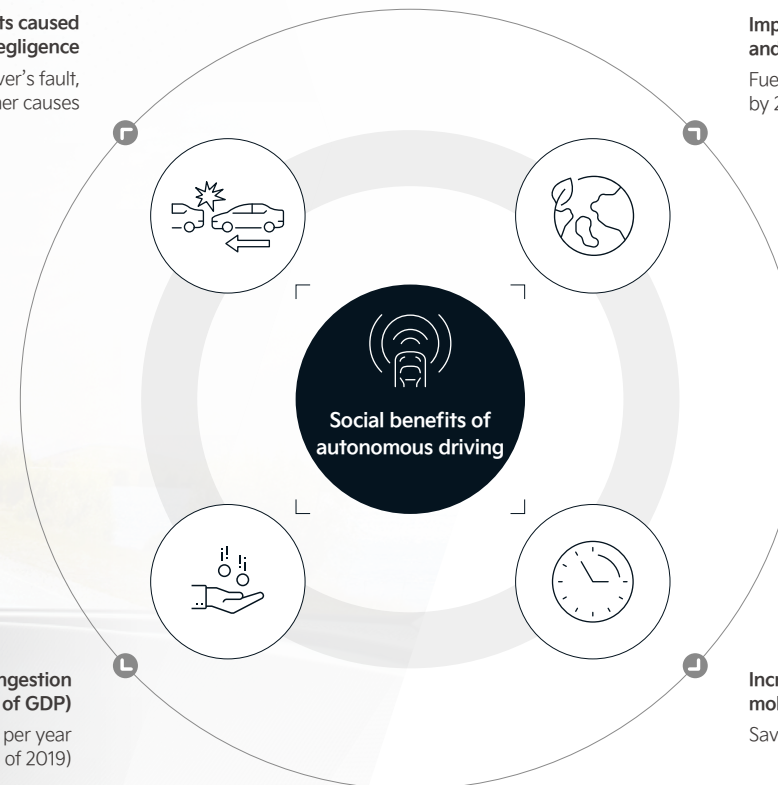 ts caused
egligence
ver's fault,
ner causes
Imp
and
Fue
by 2
Social benefits of
autonomous driving
ngestion
of GDP)
per year
of 2019)
Incr
mol
Sav